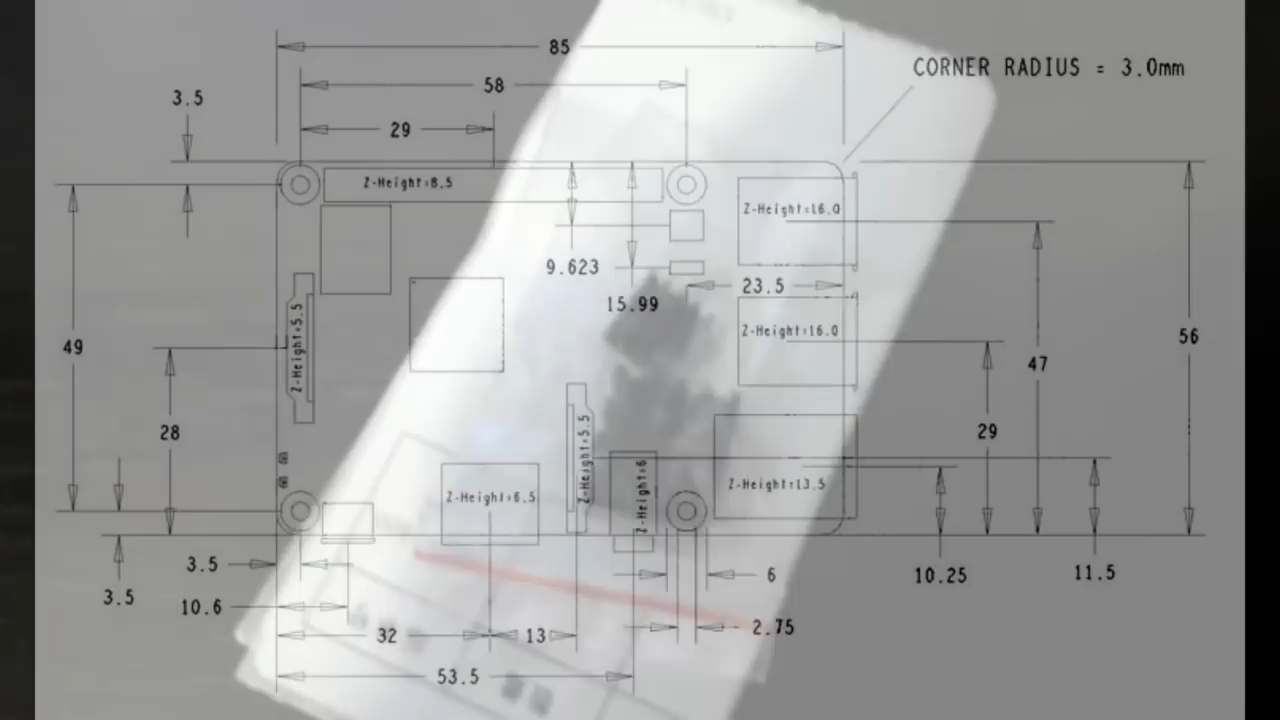 85
CORNER RADIUS = 3.0mm
58
3.5
29
Z-Height=8.5
Z-Height=16.0
9.623
23.5
15.99
Z-Height=5.5
Z-Height=16.0
56
49
47
28
29
Z-Height=5.5
Z-Height=6
Z-Height=6.5
Z-Height=13.5
3.5
6
10.25
11.5
3.5
10.6
2.75
32
13
53.5